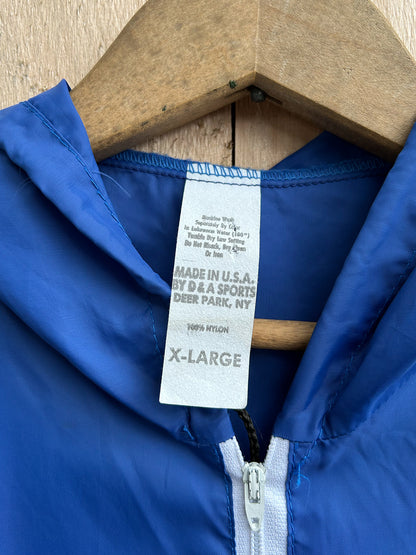 Machine Wash
Separately By Color
In Lukewarm Water (100°)
Tumble Dry Low Setting
Do Not Bleach, Dry Clean
Or Iron
MADE IN U.S.A.
BY D & A SPORTS
DEER PARK, NY
100% NYLON
X-LARGE